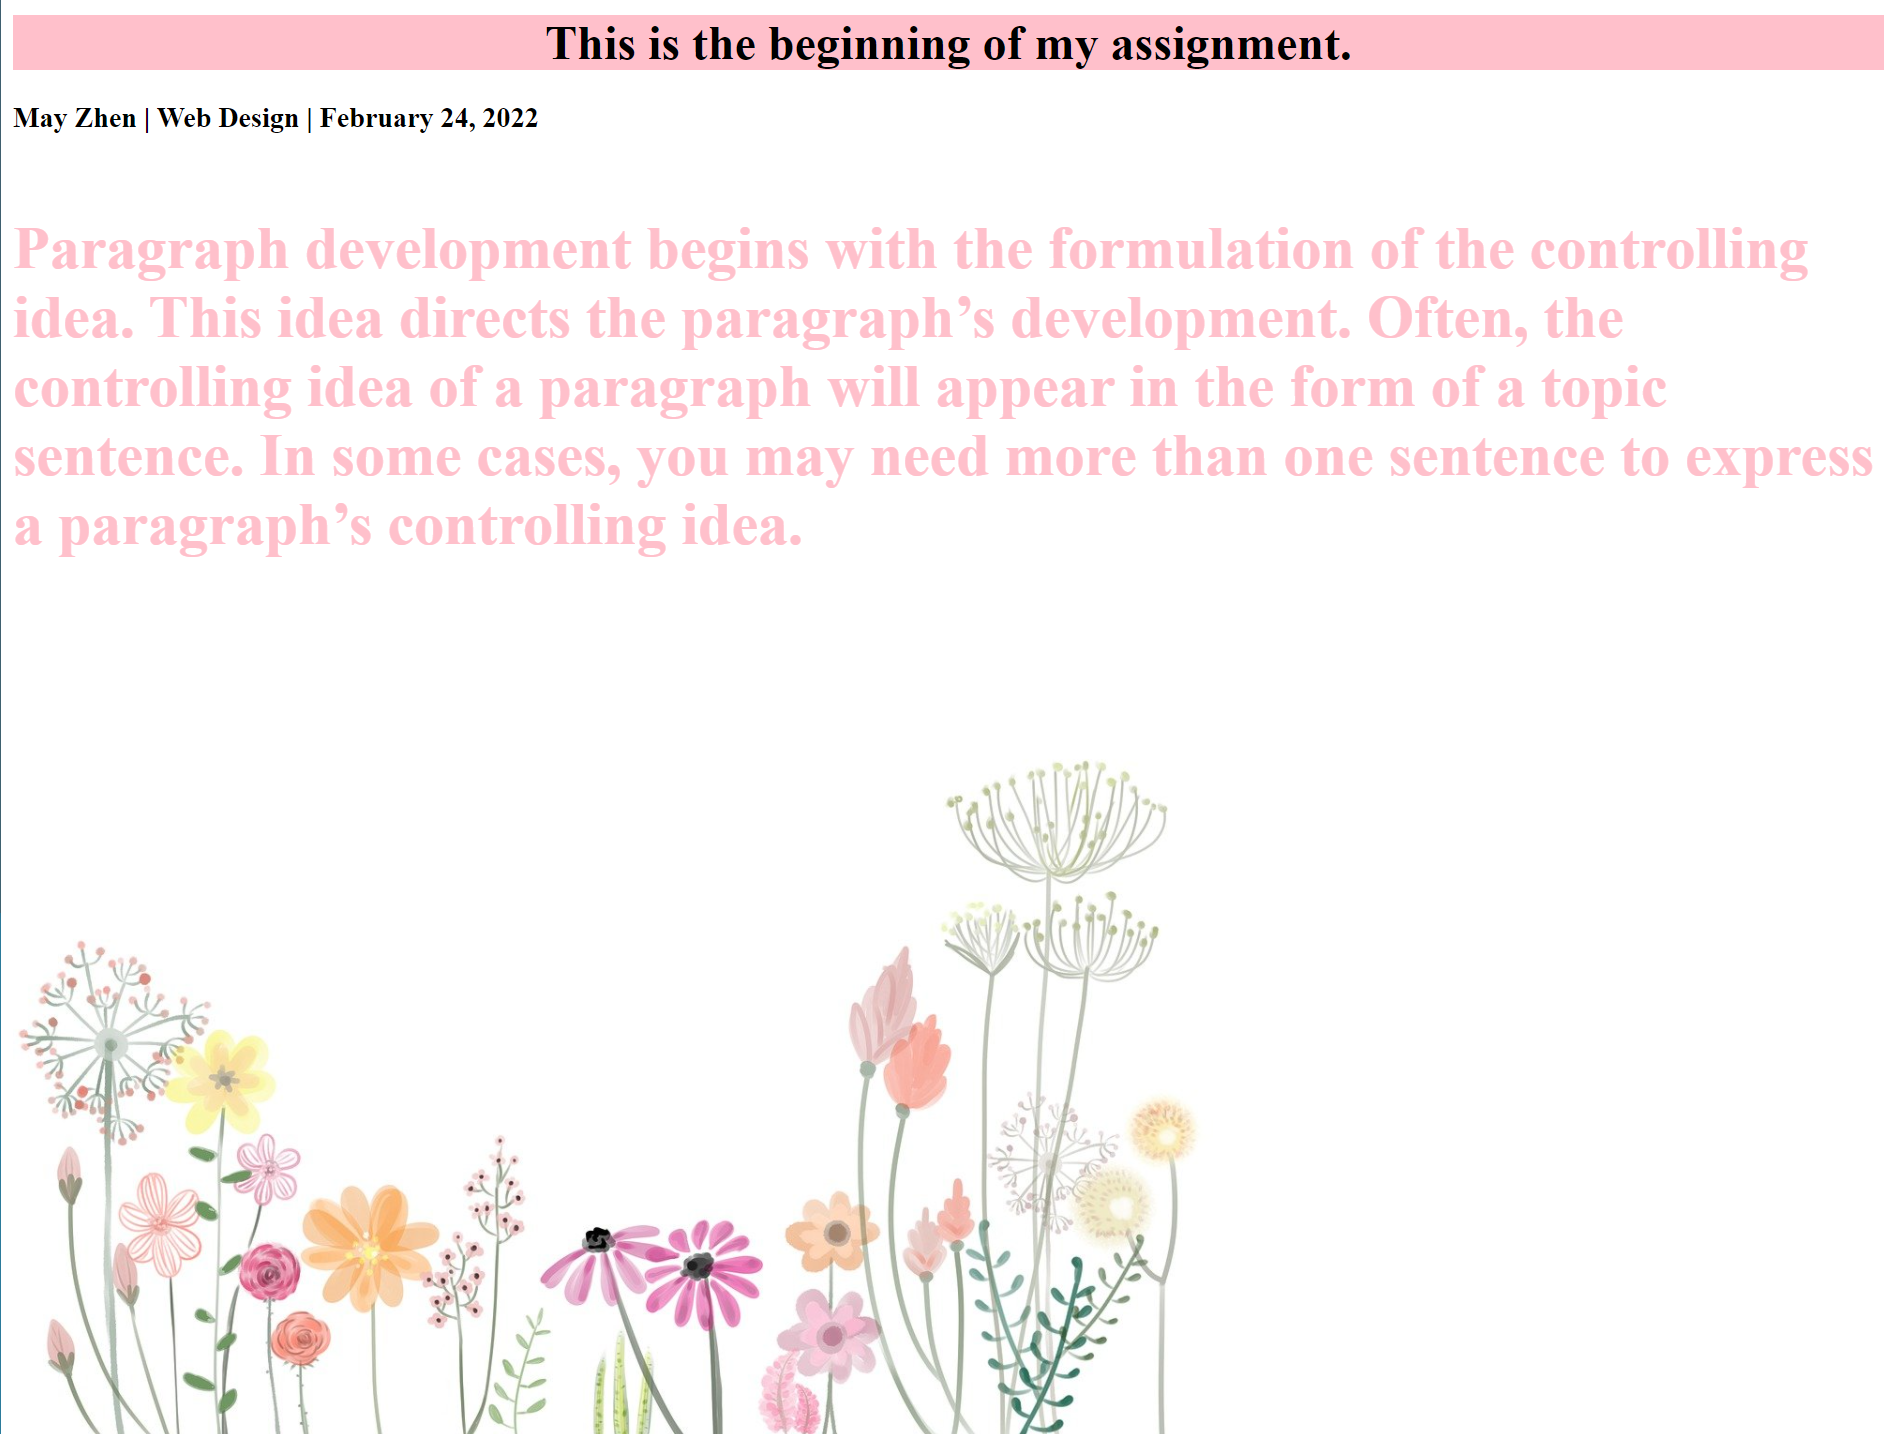 This is the beginning of my assignment.
May Zhen | Web Design | February 24, 2022
Paragraph development begins with the formulation of the controlling
idea. This idea directs the paragraph’s development. Often, the
controlling idea of a paragraph will appear in the form of a topic
sentence. In some cases, you may need more than one sentence to express
a paragraph’s controlling idea.